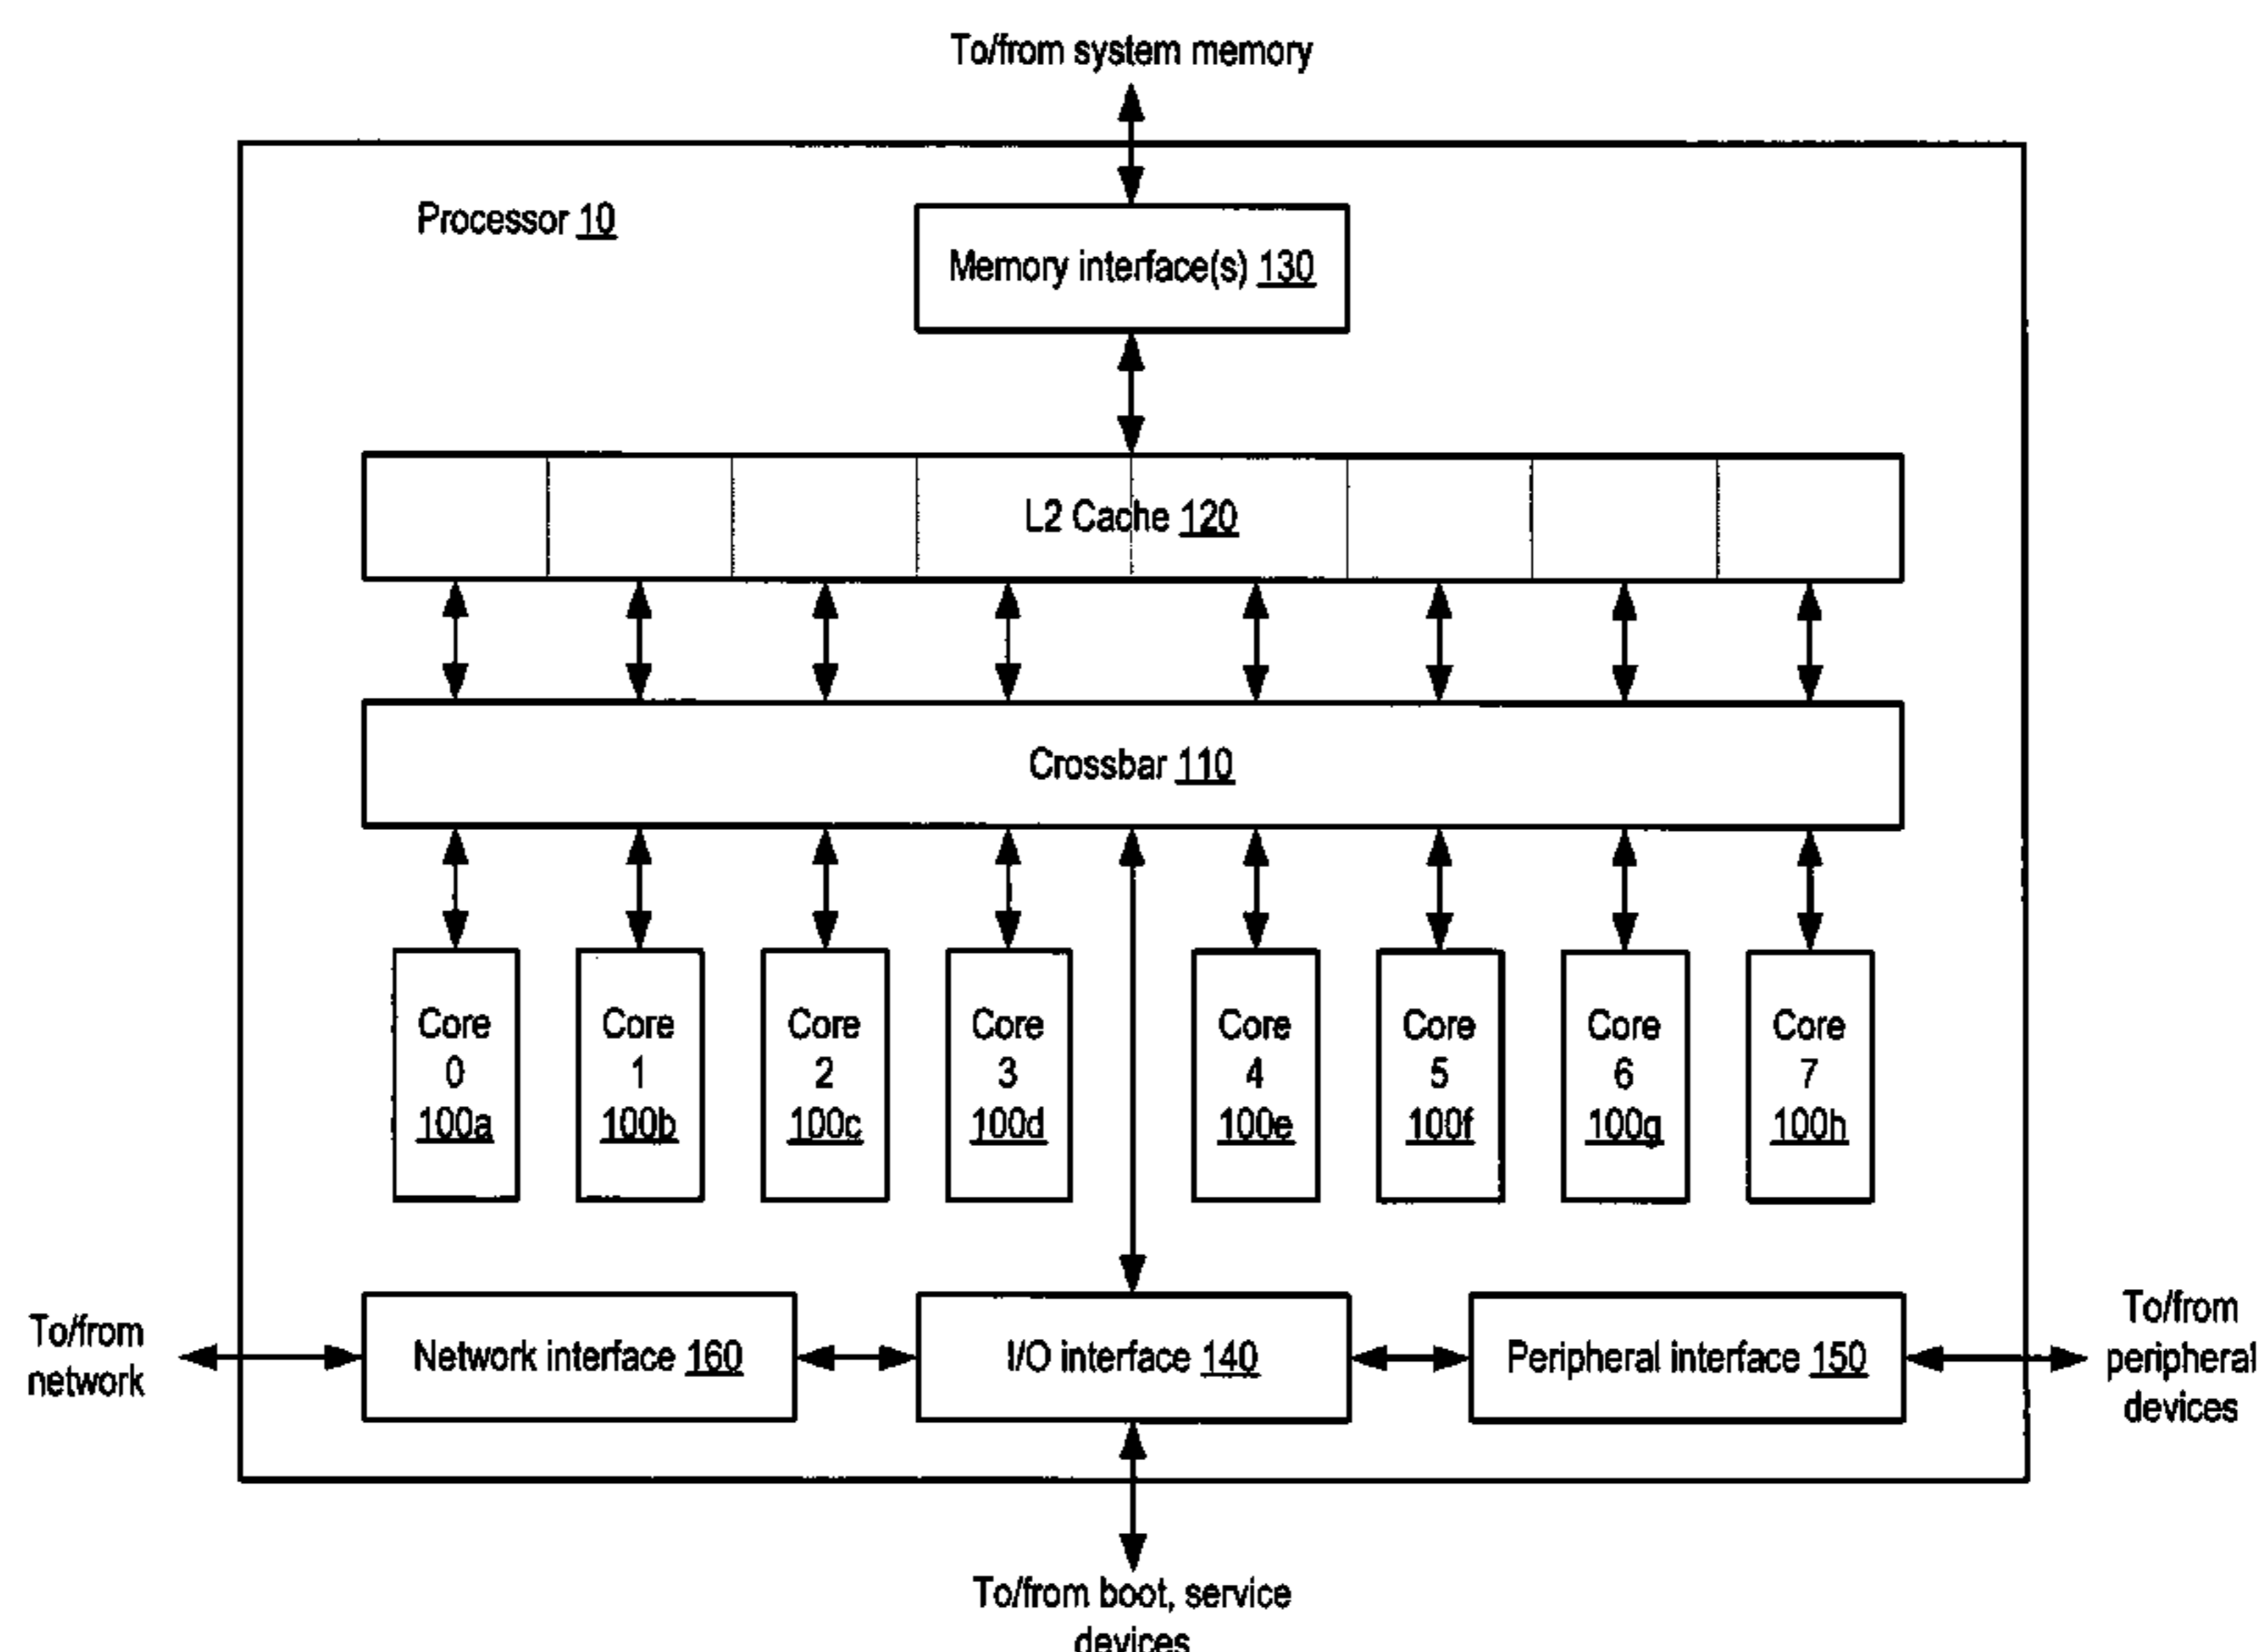 To/from system memory
Processor 10
Memory interface(s) 130
L2 Cache 120
Crossbar 110
Core
0
100a
Core
1
100b
Core
2
100c
Core
3
100d
Core
4
100e
Core
5
100f
Core
6
100g
Core
7
100h
To/from
network
Network interface 160
I/O interface 140
Peripheral interface 150
To/from
peripheral
devices
To/from boot, service
devices